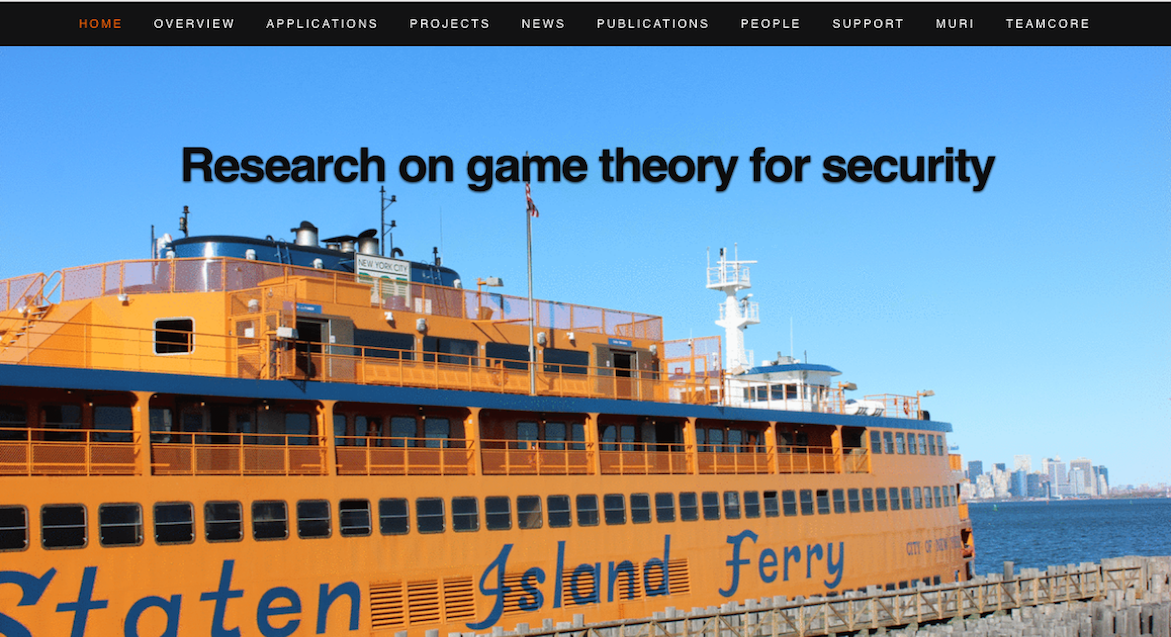 HOME OVERVIEW APPLICATIONS PROJECTS NEWS PUBLICATIONS PEOPLE SUPPORT MURI TEAMCORE
Research on game theory for security
NEW YORK CITY
Staten Island Ferry
CITY OF NEW